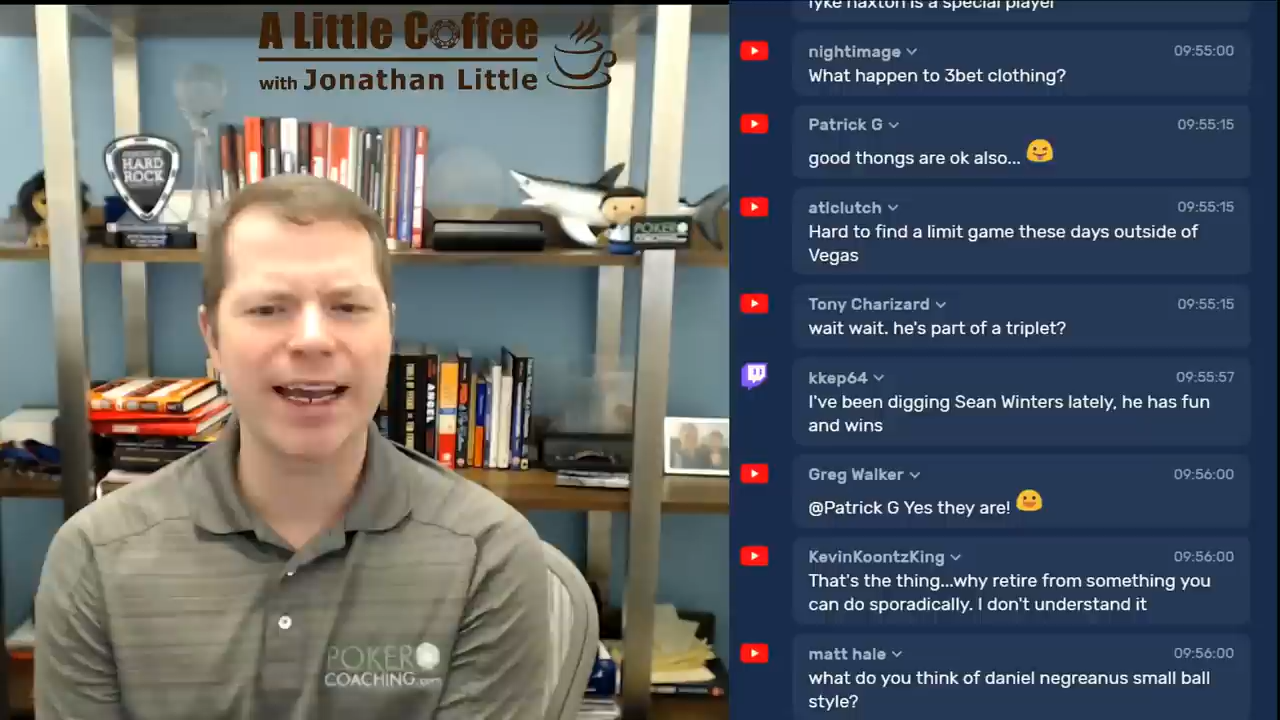 A Little Coffee
with Jonathan Little
HARD
ROCK
POKER
COACHING
ANGEL
POKER
COACHING.com
nightimage
09:55:00
What happen to 3bet clothing?
Patrick G
09:55:15
good thongs are ok also...
atlclutch
09:55:15
Hard to find a limit game these days outside of
Vegas
Tony Charizard
09:55:15
wait wait. he's part of a triplet?
kkep64
09:55:57
I've been digging Sean Winters lately, he has fun
and wins
Greg Walker
09:56:00
@Patrick G Yes they are!
KevinKoontzKing
09:56:00
That's the thing...why retire from something you
can do sporadically. I don't understand it
matt hale
09:56:00
what do you think of daniel negreanus small ball
style?